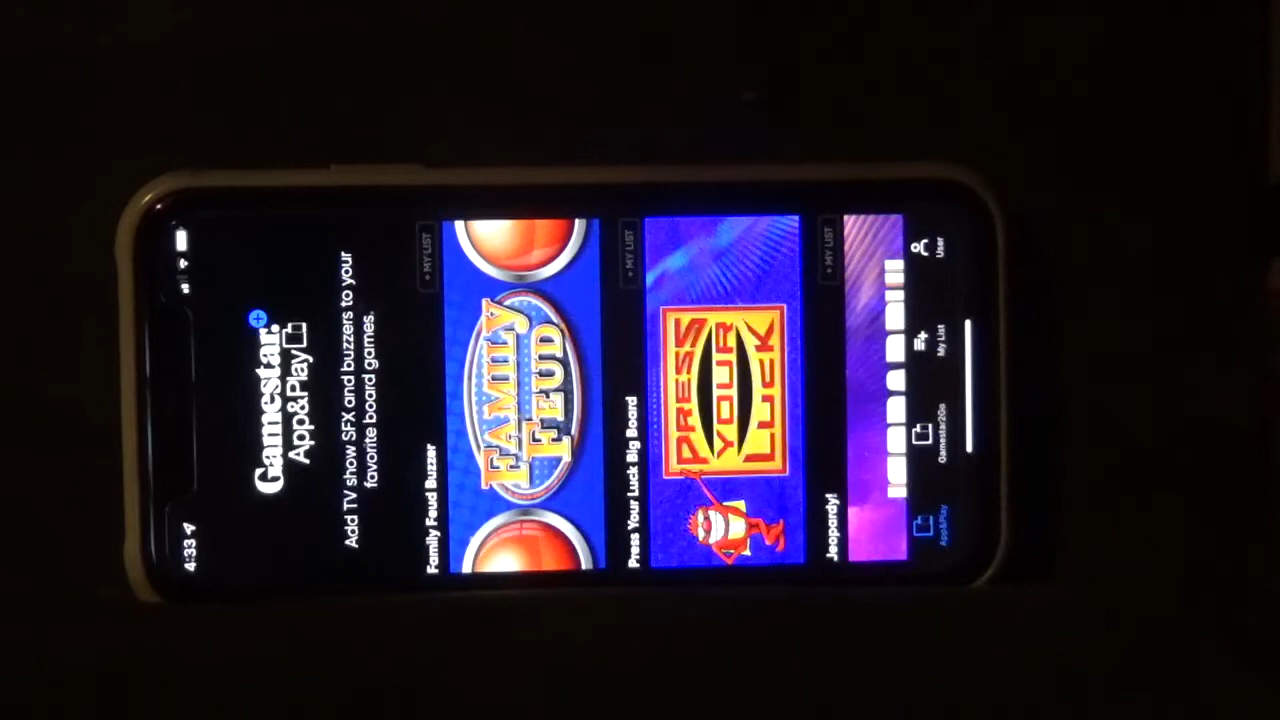 4:33
Gamestar+
App&Play
Add TV show SFX and buzzers to your
favorite board games.
Family Feud Buzzer
+ MY LIST
FAMILY
FEUD
Press Your Luck Big Board
+ MY LIST
PRESS
YOUR
LUCK
Jeopardy!
+ MY LIST
App&Play
Gamestar2Go
My List
User